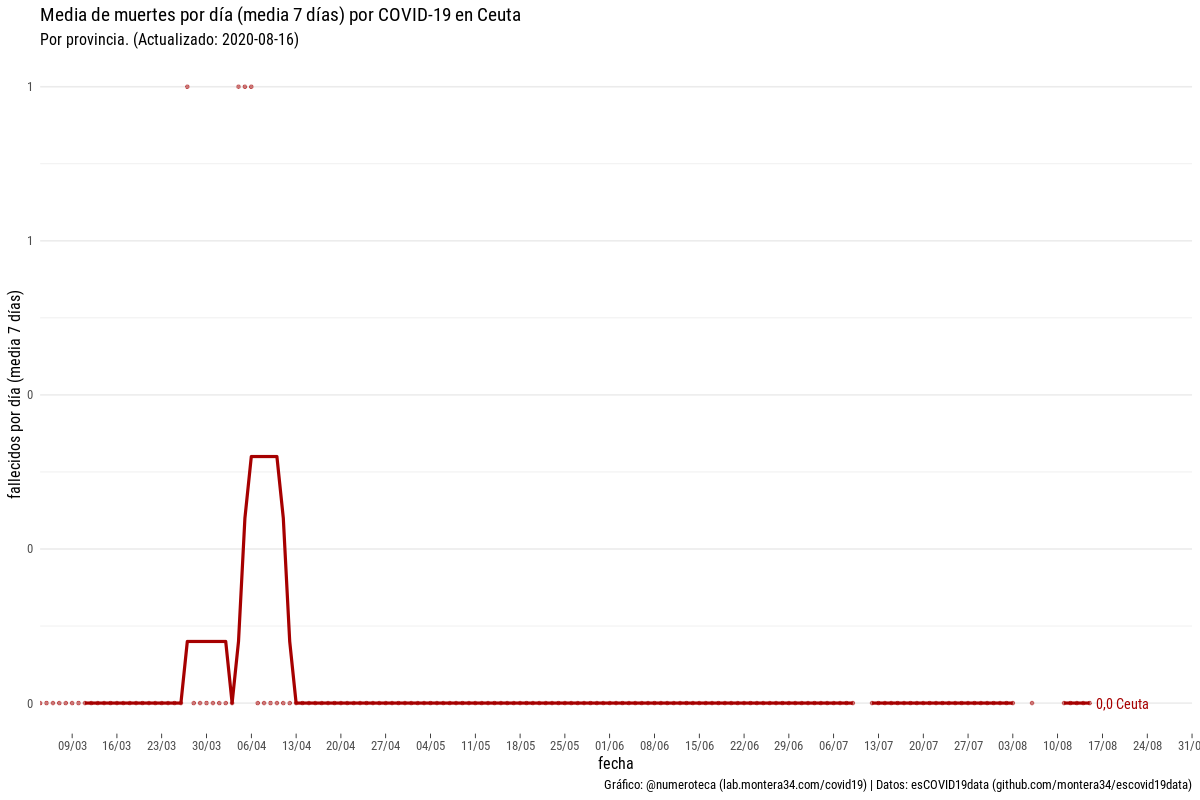 Media de muertes por día (media 7 días) por COVID-19 en Ceuta
Por provincia. (Actualizado: 2020-08-16)
fallecidos por día (media 7 días)
1
1
0
0
0
0,0 Ceuta
09/03 16/03 23/03 30/03 06/04 13/04 20/04 27/04 04/05 11/05 18/05 25/05 01/06 08/06 15/06 22/06 29/06 06/07 13/07 20/07 27/07 03/08 10/08 17/08 24/08 31/0
fecha
Gráfico: @numeroteca (lab.montera34.com/covid19) | Datos: esCOVID19data (github.com/montera34/escovid19data)